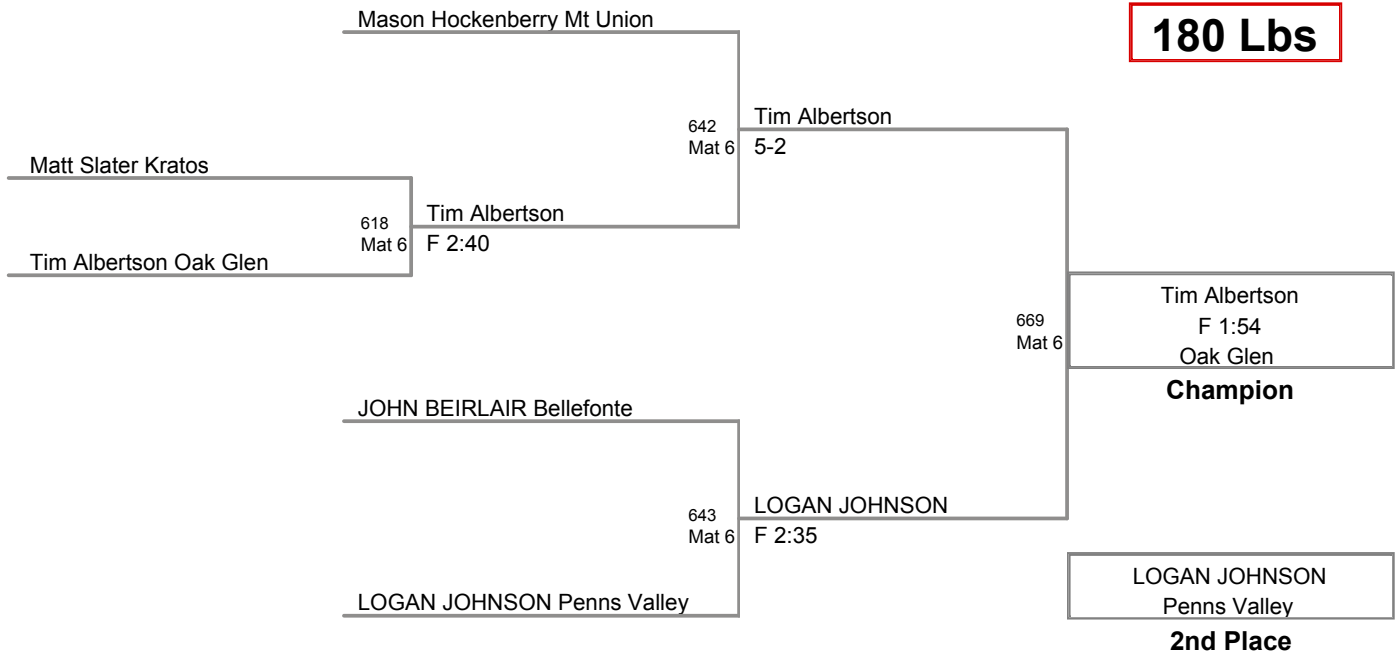 Mason Hockenberry Mt Union
180 Lbs
642
Mat 6
Tim Albertson
5-2
Matt Slater Kratos
618
Mat 6
Tim Albertson
F 2:40
Tim Albertson Oak Glen
669
Mat 6
Tim Albertson
F 1:54
Oak Glen
Champion
JOHN BEIRLAIR Bellefonte
643
Mat 6
LOGAN JOHNSON
F 2:35
LOGAN JOHNSON Penns Valley
LOGAN JOHNSON
Penns Valley
2nd Place